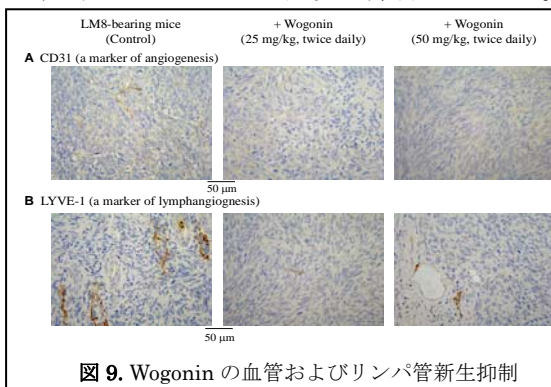 LM8-bearing mice
(Control)
+ Wogonin
(25 mg/kg, twice daily)
+ Wogonin
(50 mg/kg, twice daily)
A CD31 (a marker of angiogenesis)
50 μm
B LYVE-1 (a marker of lymphangiognesis)
50 μm
図 9. Wogonin の血管およびリンパ管新生抑制